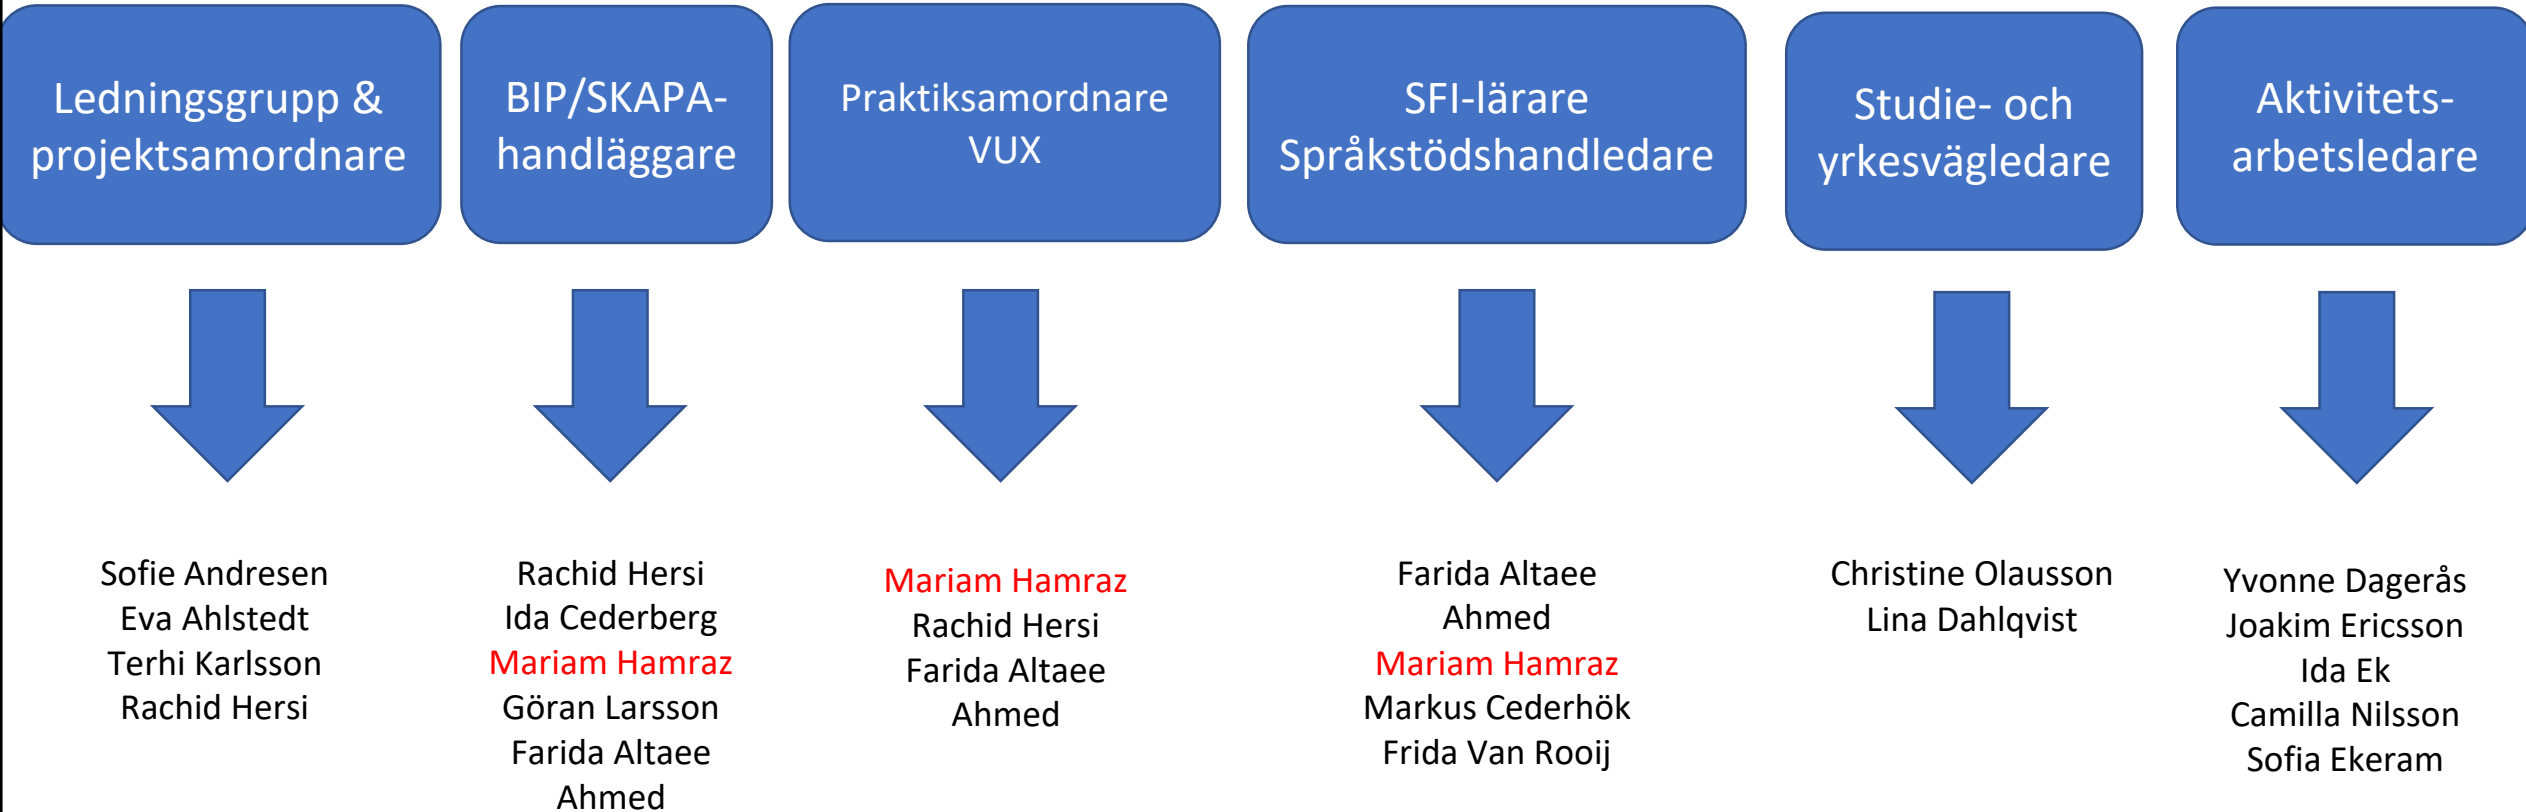 Ledningsgrupp &
projektsamordnare
BIP/SKAPA-
handläggare
Praktiksamordnare
VUX
SFI-lärare
Språkstödshandledare
Studie- och
yrkesvägledare
Aktivitets-
arbetsledare
Sofie Andresen
Eva Ahlstedt
Terhi Karlsson
Rachid Hersi
Rachid Hersi
Ida Cederberg
Mariam Hamraz
Göran Larsson
Farida Altaee
Ahmed
Mariam Hamraz
Rachid Hersi
Farida Altaee
Ahmed
Farida Altaee
Ahmed
Mariam Hamraz
Markus Cederhök
Frida Van Rooij
Christine Olausson
Lina Dahlqvist
Yvonne Dagerås
Joakim Ericsson
Ida Ek
Camilla Nilsson
Sofia Ekeram